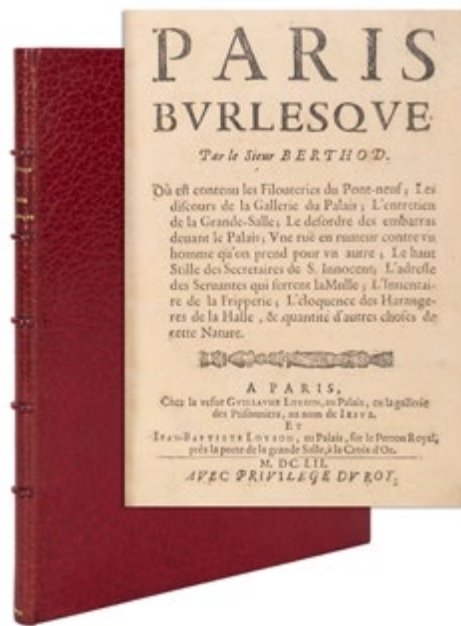 PARIS
BVRLESQVE.
Par le Sieur BERTHOD.
Où est contenu les Filouteries du Pont-neuf; Les
discours de la Gallerie du Palais; L'entretien
de la Grande-Salle; Le desordre des embarras
deuant le Palais; Vne ruë en rumeur contre vn
homme qu'on prend pour vn autre; Le haut
Stille des Secretaires de S. Innocent; L'adresse
des Seruantes qui ferrent la Mulle; L'Inuentai-
re de la Fripperie; L'éloquence des Harange-
res de la Halle, & quantité d'autres choses de
cette Nature.
A PARIS,
Chez la vefue GVILLAVME LOYSON, au Palais, en la gallerie
des Prisonniers, au nom de IESVS.
ET
IEAN-BAPTISTE LOYSON, au Palais, sur le Perron Royal,
prés la porte de la grande Salle, à la Croix d'Or.
M. DC. LII.
AVEC PRIVILEGE DV ROY.